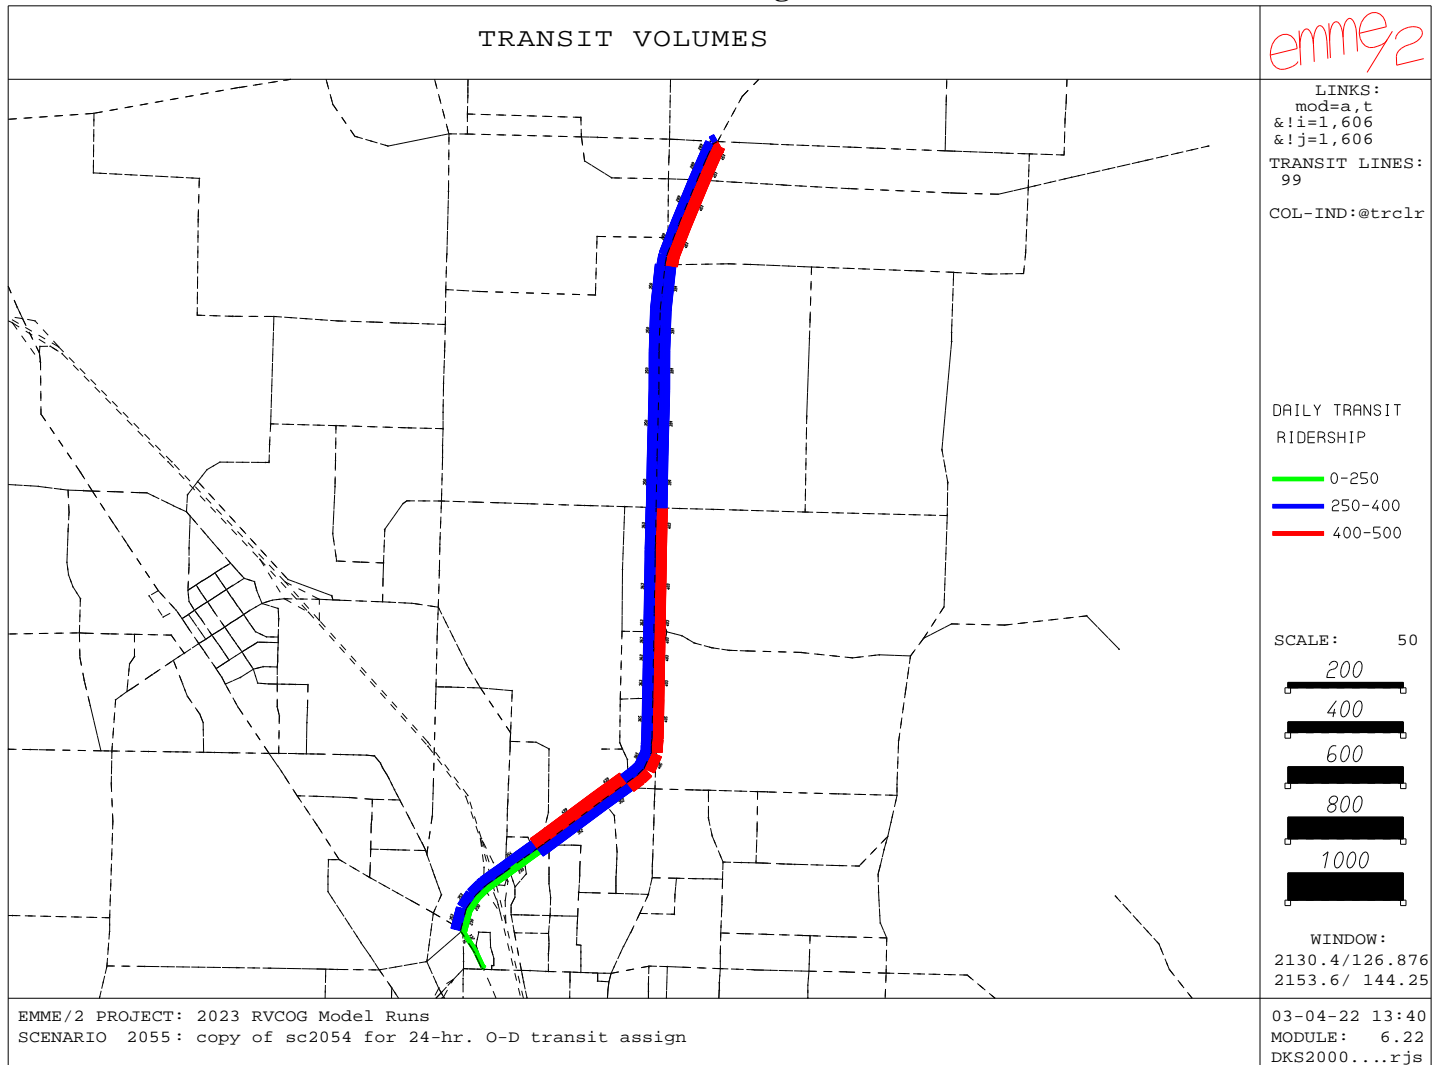 TRANSIT VOLUMES
emme/2
LINKS:
mod=a,t
&!i=1,606
&!j=1,606
TRANSIT LINES:
99
COL-IND:@trclr
DAILY TRANSIT
RIDERSHIP
0-250
250-400
400-500
SCALE: 50
200
400
600
800
1000
WINDOW:
2130.4/126.876
2153.6/ 144.25
EMME/2 PROJECT: 2023 RVCOG Model Runs
SCENARIO 2055: copy of sc2054 for 24-hr. O-D transit assign
03-04-22 13:40
MODULE: 6.22
DKS2000....rjs